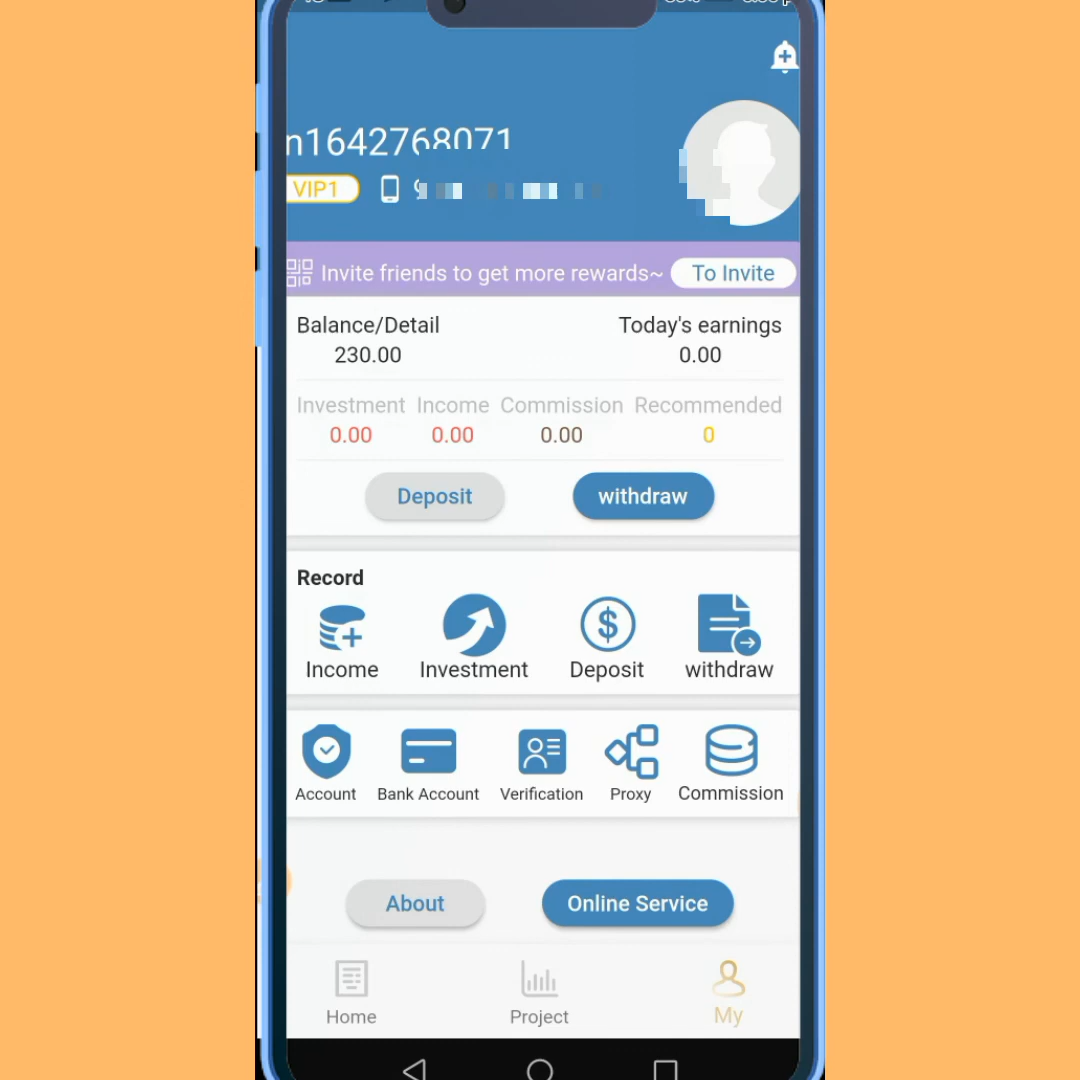 n1642768071
VIP1
Invite friends to get more rewards~ To Invite
Balance/Detail Today's earnings
230.00 0.00
Investment Income Commission Recommended
0.00 0.00 0.00 0
Deposit withdraw
Record
Income Investment Deposit withdraw
Account Bank Account Verification Proxy Commission
About Online Service
Home Project My